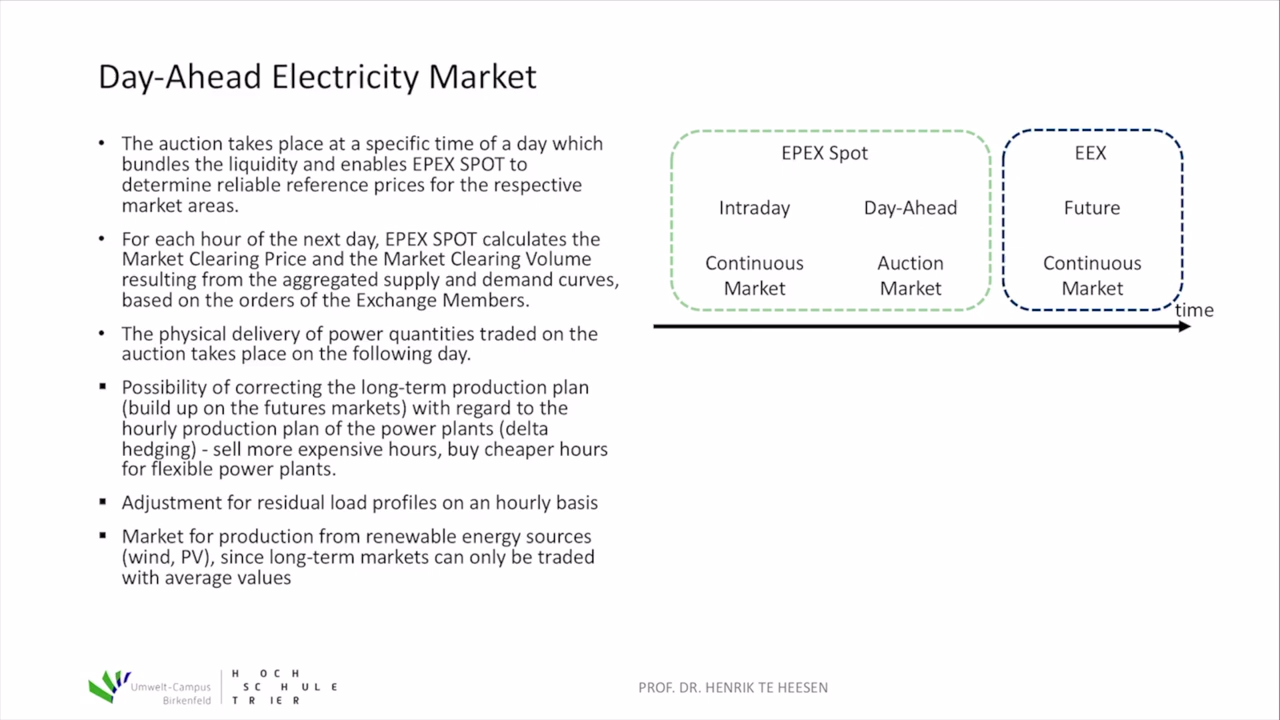 Day-Ahead Electricity Market
• The auction takes place at a specific time of a day which
bundles the liquidity and enables EPEX SPOT to
determine reliable reference prices for the respective
market areas.
• For each hour of the next day, EPEX SPOT calculates the
Market Clearing Price and the Market Clearing Volume
resulting from the aggregated supply and demand curves,
based on the orders of the Exchange Members.
• The physical delivery of power quantities traded on the
auction takes place on the following day.
▪ Possibility of correcting the long-term production plan
(build up on the futures markets) with regard to the
hourly production plan of the power plants (delta
hedging) - sell more expensive hours, buy cheaper hours
for flexible power plants.
▪ Adjustment for residual load profiles on an hourly basis
▪ Market for production from renewable energy sources
(wind, PV), since long-term markets can only be traded
with average values
EPEX Spot
Intraday Day-Ahead
Continuous Auction
Market Market
EEX
Future
Continuous
Market
time
Umwelt-Campus
Birkenfeld
HOCH
SCHULE
TRIER
PROF. DR. HENRIK TE HEESEN